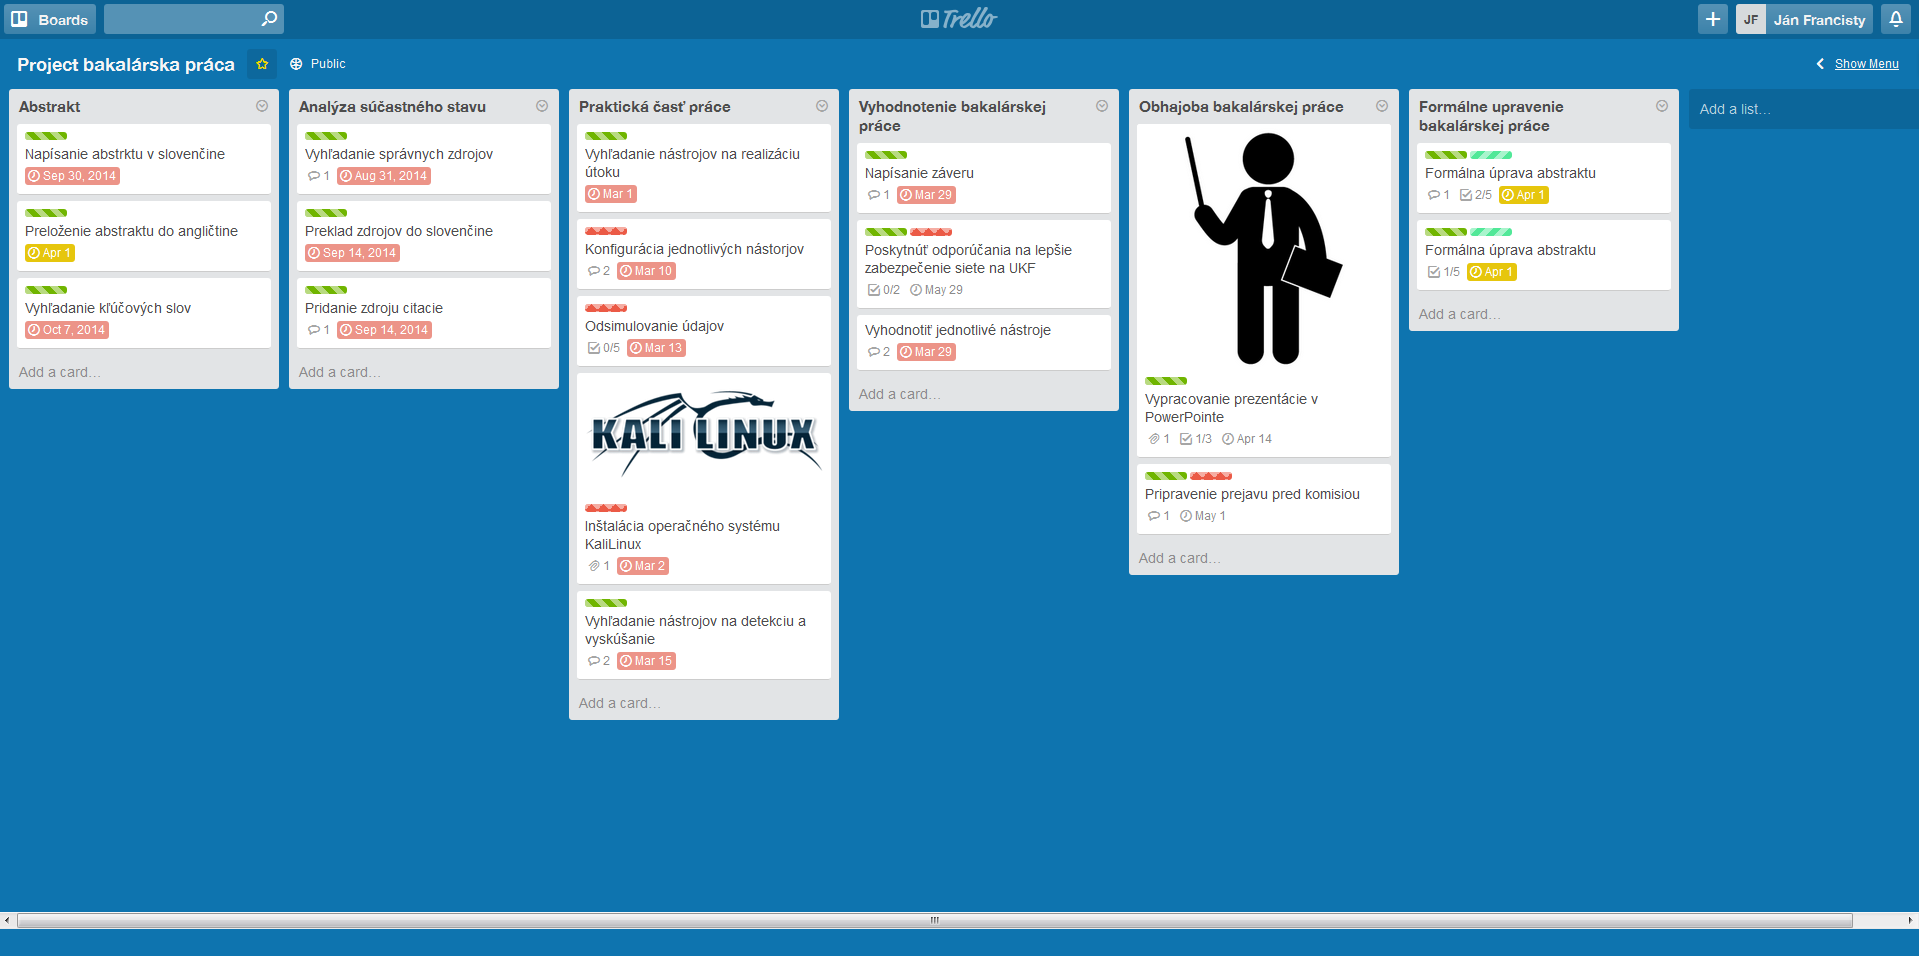 Boards
Trello
JF Ján Francisty
Project bakalárska práca
Public
Show Menu
Abstrakt
Napísanie abstrktu v slovenčine
Sep 30, 2014
Preloženie abstraktu do angličtine
Apr 1
Vyhľadanie kľúčových slov
Oct 7, 2014
Add a card...
Analýza súčastného stavu
Vyhľadanie správnych zdrojov
1 Aug 31, 2014
Preklad zdrojov do slovenčine
Sep 14, 2014
Pridanie zdroju citacie
1 Sep 14, 2014
Add a card...
Praktická časť práce
Vyhľadanie nástrojov na realizáciu
útoku
Mar 1
Konfigurácia jednotlivých nástorjov
2 Mar 10
Odsimulovanie údajov
0/5 Mar 13
KALI LINUX
Inštalácia operačného systému
KaliLinux
1 Mar 2
Vyhľadanie nástrojov na detekciu a
vyskúšanie
2 Mar 15
Add a card...
Vyhodnotenie bakalárskej
práce
Napísanie záveru
1 Mar 29
Poskytnúť odporúčania na lepšie
zabezpečenie siete na UKF
0/2 May 29
Vyhodnotiť jednotlivé nástroje
2 Mar 29
Add a card...
Obhajoba bakalárskej práce
Vypracovanie prezentácie v
PowerPointe
1 1/3 Apr 14
Pripravenie prejavu pred komisiou
1 May 1
Add a card...
Formálne upravenie
bakalárskej práce
Formálna úprava abstraktu
1 2/5 Apr 1
Formálna úprava abstraktu
1/5 Apr 1
Add a card...
Add a list...